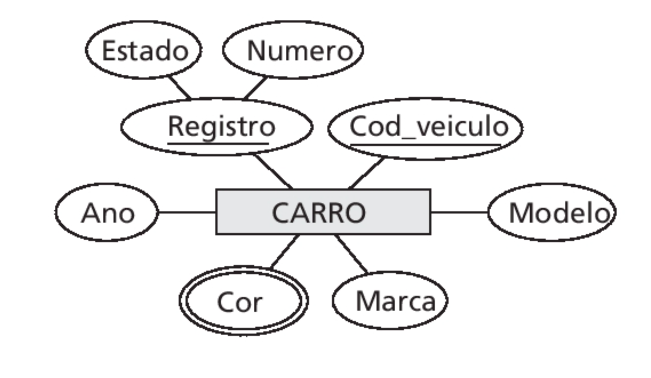 Estado
Numero
Registro
Cod_veiculo
Ano
CARRO
Modelo
Cor
Marca